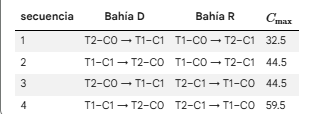 secuencia Bahía D Bahía R Cmax
1 T2–C0 → T1–C1 T1–C0 → T2–C1 32.5
2 T1–C1 → T2–C0 T1–C0 → T2–C1 44.5
3 T2–C0 → T1–C1 T2–C1 → T1–C0 44.5
4 T1–C1 → T2–C0 T2–C1 → T1–C0 59.5